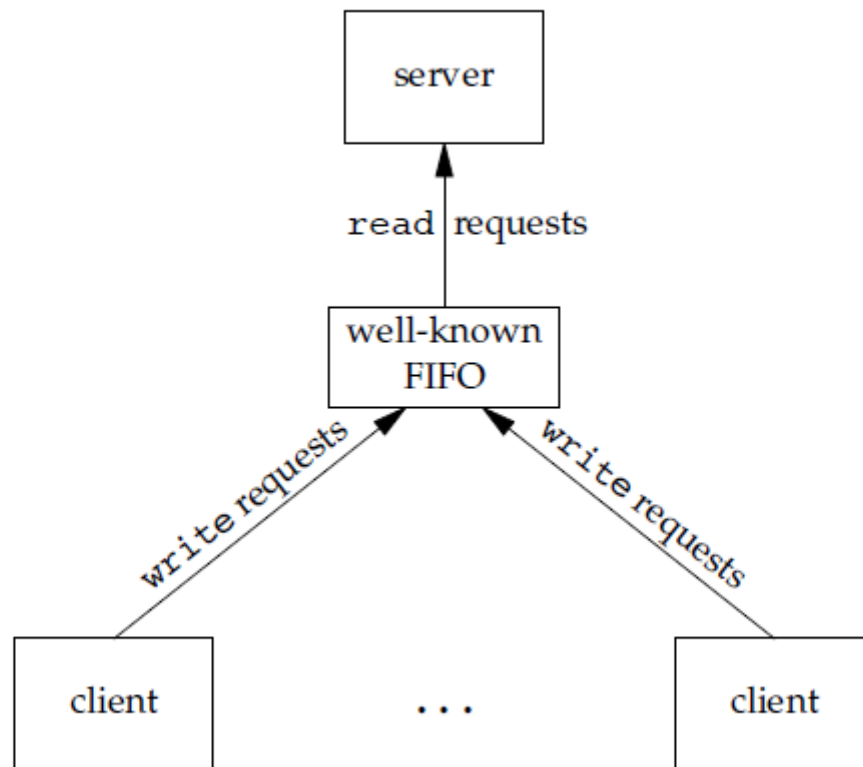 server
read requests
well-known
FIFO
write requests
write requests
client
...
client